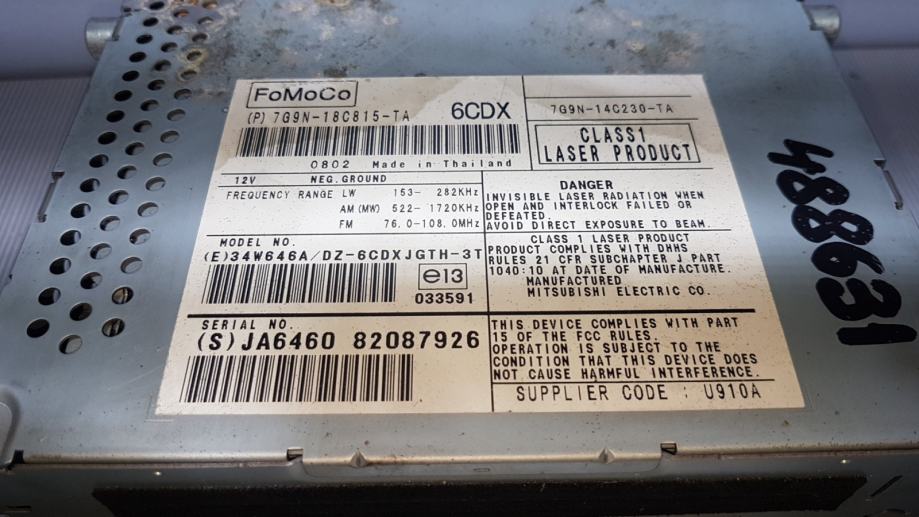 FoMoCo
(P) 7G9N-18C815-TA 6CDX
0802 Made in Thailand
7G9N-14C230-TA
CLASS1
LASER PRODUCT
12V NEG.GROUND
FREQUENCY RANGE LW 153- 282KHz
AM (MW) 522- 1720KHz
FM 76.0-108.0MHz
DANGER
INVISIBLE LASER RADIATION WHEN
OPEN AND INTERLOCK FAILED OR
DEFEATED.
AVOID DIRECT EXPOSURE TO BEAM.
CLASS 1 LASER PRODUCT
PRODUCT COMPLIES WITH DHHS
RULES 21 CFR SUBCHAPTER J PART
1040:10 AT DATE OF MANUFACTURE.
MANUFACTURED
MITSUBISHI ELECTRIC CO.
MODEL NO.
(E)34W646A/DZ-6CDXJGTH-3T
e13
033591
SERIAL NO.
(S)JA6460 82087926
THIS DEVICE COMPLIES WITH PART
15 OF THE FCC RULES.
OPERATION IS SUBJECT TO THE
CONDITION THAT THIS DEVICE DOES
NOT CAUSE HARMFUL INTERFERENCE.
SUPPLIER CODE : U910A
488631